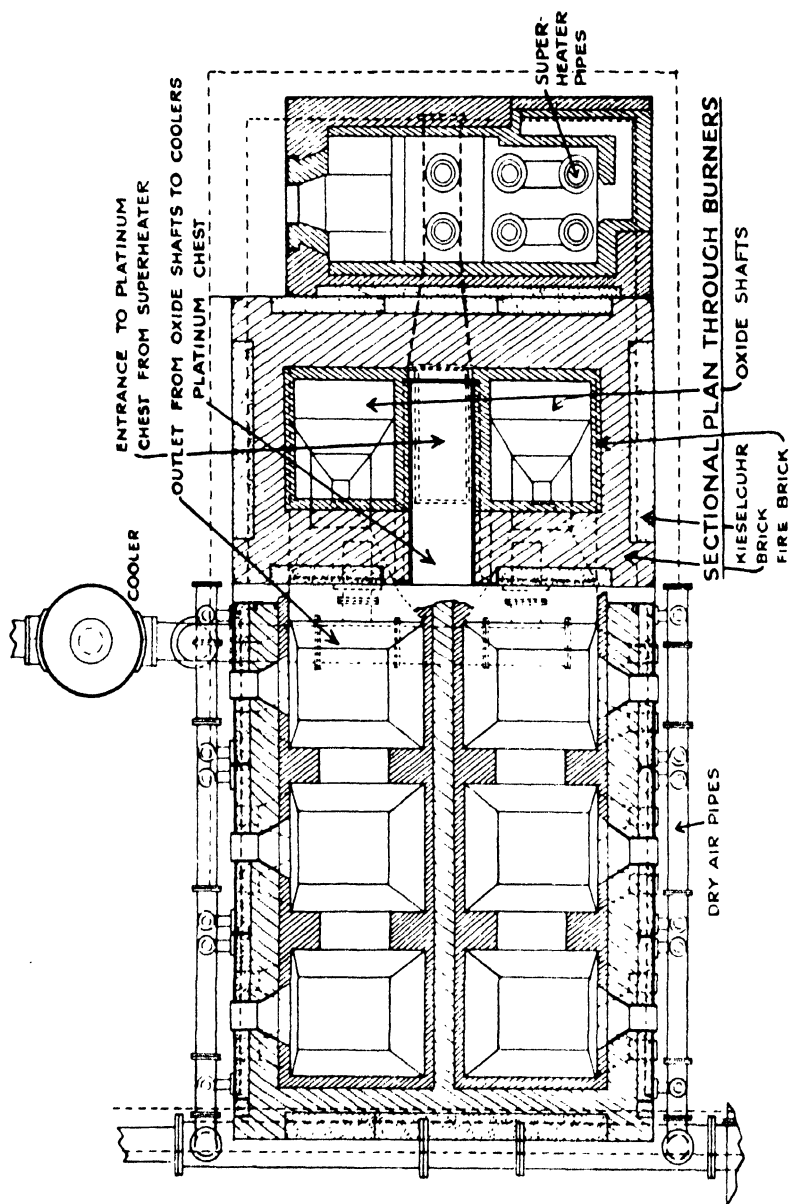 SUPER-
HEATER
PIPES
ENTRANCE TO PLATINUM
CHEST FROM SUPERHEATER
OUTLET FROM OXIDE SHAFTS TO COOLERS
PLATINUM CHEST
COOLER
SECTIONAL PLAN THROUGH BURNERS
OXIDE SHAFTS
KIESELGUHR
BRICK
FIRE BRICK
DRY AIR PIPES